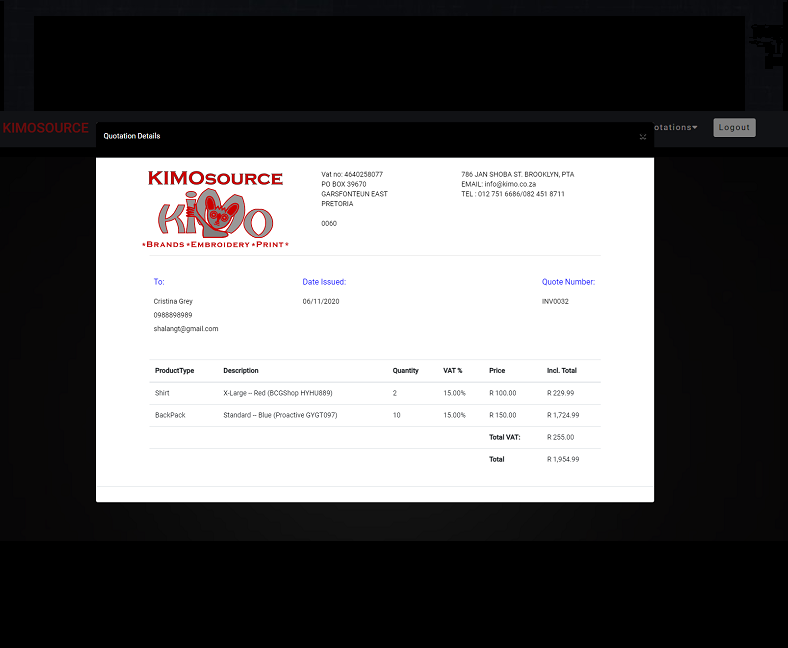 KIMOSOURCE
otations
Logout
Quotation Details
KIMOSOURCE
KiMO
*BRANDS *EMBROIDERY *PRINT*
Vat no: 4640258077
PO BOX 39670
GARSFONTEUN EAST
PRETORIA
0060
786 JAN SHOBA ST. BROOKLYN, PTA
EMAIL: info@kimo.co.za
TEL : 012 751 6686/082 451 8711
To: Date Issued: Quote Number:
Cristina Grey 06/11/2020 INV0032
0988898989
shalangt@gmail.com
ProductType Description Quantity VAT % Price Incl. Total
Shirt X-Large -- Red (BCGShop HYHU889) 2 15.00% R 100.00 R 229.99
BackPack Standard -- Blue (Proactive GYGT097) 10 15.00% R 150.00 R 1,724.99
Total VAT: R 255.00
Total R 1,954.99